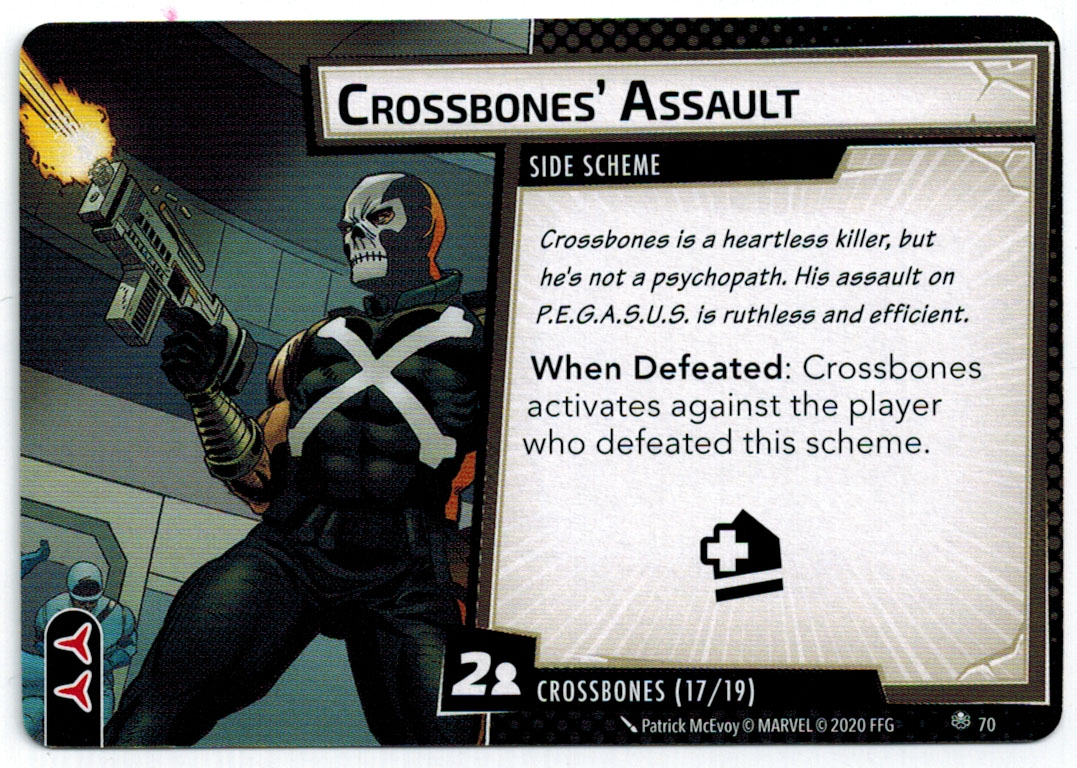 Crossbones' Assault
SIDE SCHEME
Crossbones is a heartless killer, but
he's not a psychopath. His assault on
P.E.G.A.S.U.S. is ruthless and efficient.
When Defeated: Crossbones
activates against the player
who defeated this scheme.
2
CROSSBONES (17/19)
Patrick McEvoy © MARVEL © 2020 FFG
70